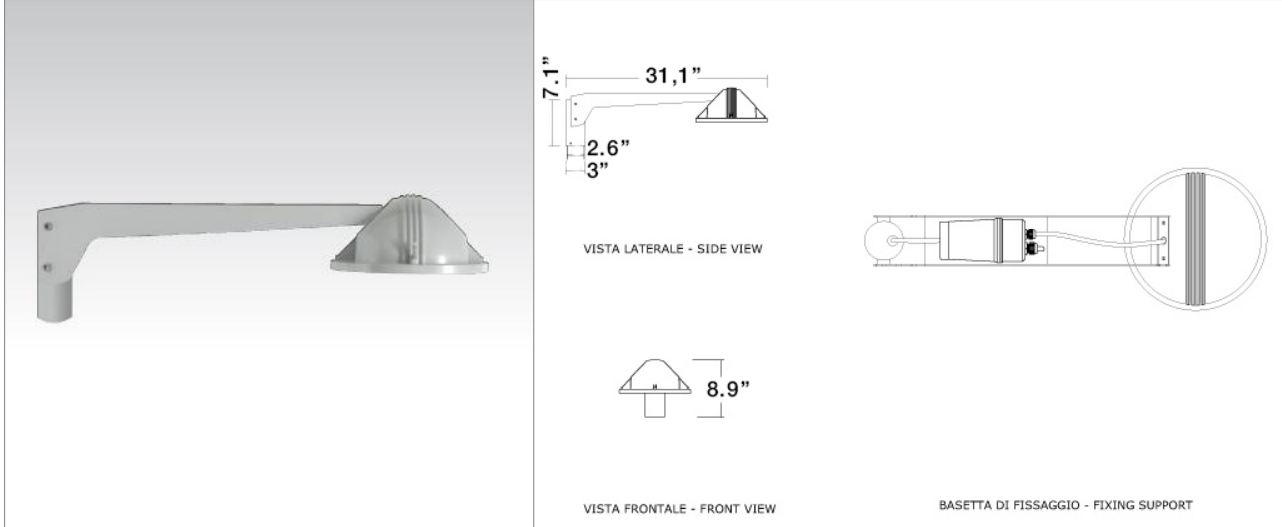 7.1”
31,1”
2.6”
3”
VISTA LATERALE - SIDE VIEW
8.9”
VISTA FRONTALE - FRONT VIEW
BASETTA DI FISSAGGIO - FIXING SUPPORT